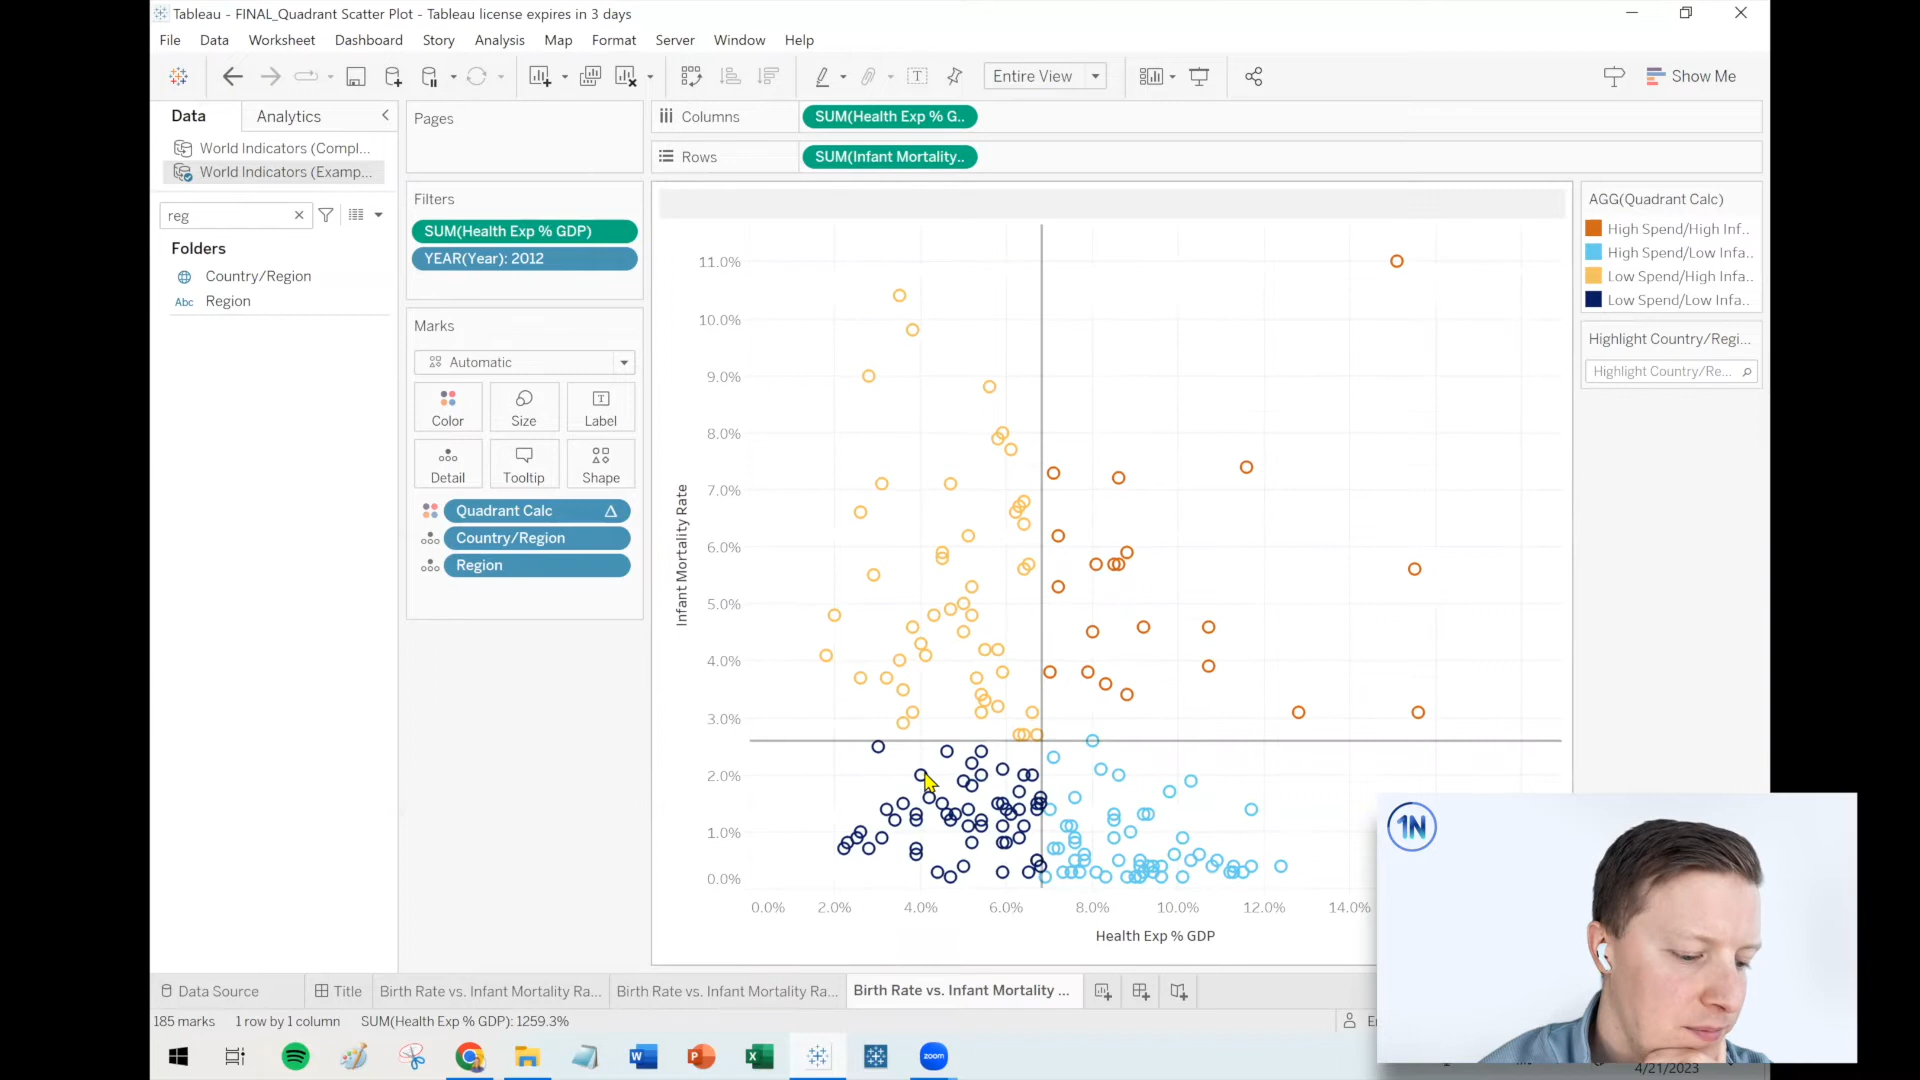 Tableau - FINAL_Quadrant Scatter Plot - Tableau license expires in 3 days
File Data Worksheet Dashboard Story Analysis Map Format Server Window Help
Entire View
Show Me
Data Analytics
World Indicators (Compl...
World Indicators (Examp...
reg
Folders
Country/Region
Abc Region
Pages
Filters
SUM(Health Exp % GDP)
YEAR(Year): 2012
Marks
Automatic
Color Size Label
Detail Tooltip Shape
Quadrant Calc
Country/Region
Region
Columns SUM(Health Exp % G..
Rows SUM(Infant Mortality..
Infant Mortality Rate
11.0%
10.0%
9.0%
8.0%
7.0%
6.0%
5.0%
4.0%
3.0%
2.0%
1.0%
0.0%
0.0% 2.0% 4.0% 6.0% 8.0% 10.0% 12.0% 14.0%
Health Exp % GDP
AGG(Quadrant Calc)
High Spend/High Inf..
High Spend/Low Infa..
Low Spend/High Infa..
Low Spend/Low Infa..
Highlight Country/Regi...
Highlight Country/Re...
1N
Data Source Title Birth Rate vs. Infant Mortality Ra... Birth Rate vs. Infant Mortality Ra... Birth Rate vs. Infant Mortality ...
185 marks 1 row by 1 column SUM(Health Exp % GDP): 1259.3%
W P X zoom
4/21/2023